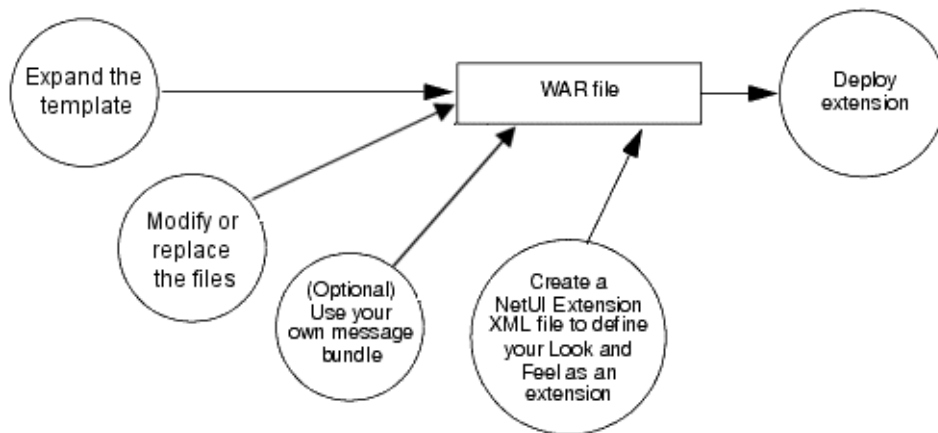 Expand the
template
WAR file
Deploy
extension
Modify or
replace
the files
(Optional)
Use your
own message
bundle
Create a
NetUI Extension
XML file to define
your Look and
Feel as an
extension